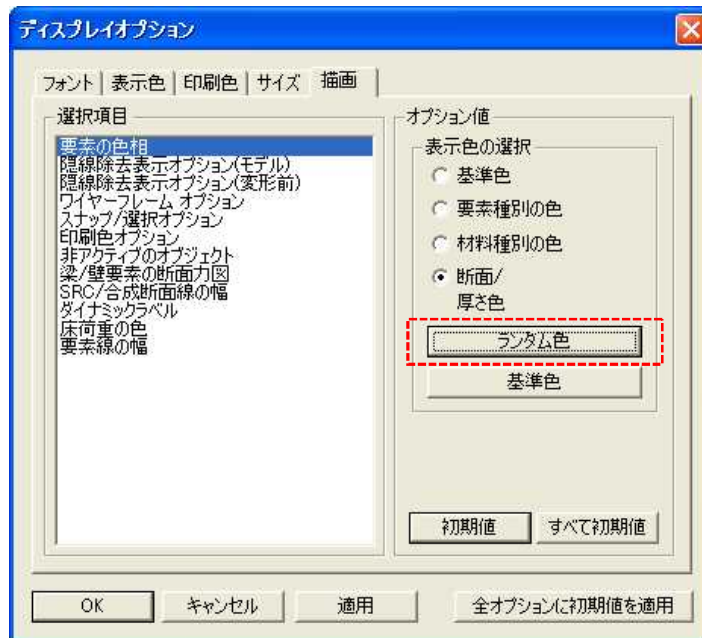 ディスプレイオプション
フォント 表示色 印刷色 サイズ 描画
選択項目
要素の色相
隠線除去表示オプション(モデル)
隠線除去表示オプション(変形前)
ワイヤーフレーム オプション
スナップ/選択オプション
印刷色オプション
非アクティブのオブジェクト
梁/壁要素の断面力図
SRC/合成断面線の幅
ダイナミックラベル
床荷重の色
要素線の幅
オプション値
表示色の選択
基準色
要素種別の色
材料種別の色
断面/
厚さ色
ランダム色
基準色
初期値 すべて初期値
OK キャンセル 適用 全オプションに初期値を適用